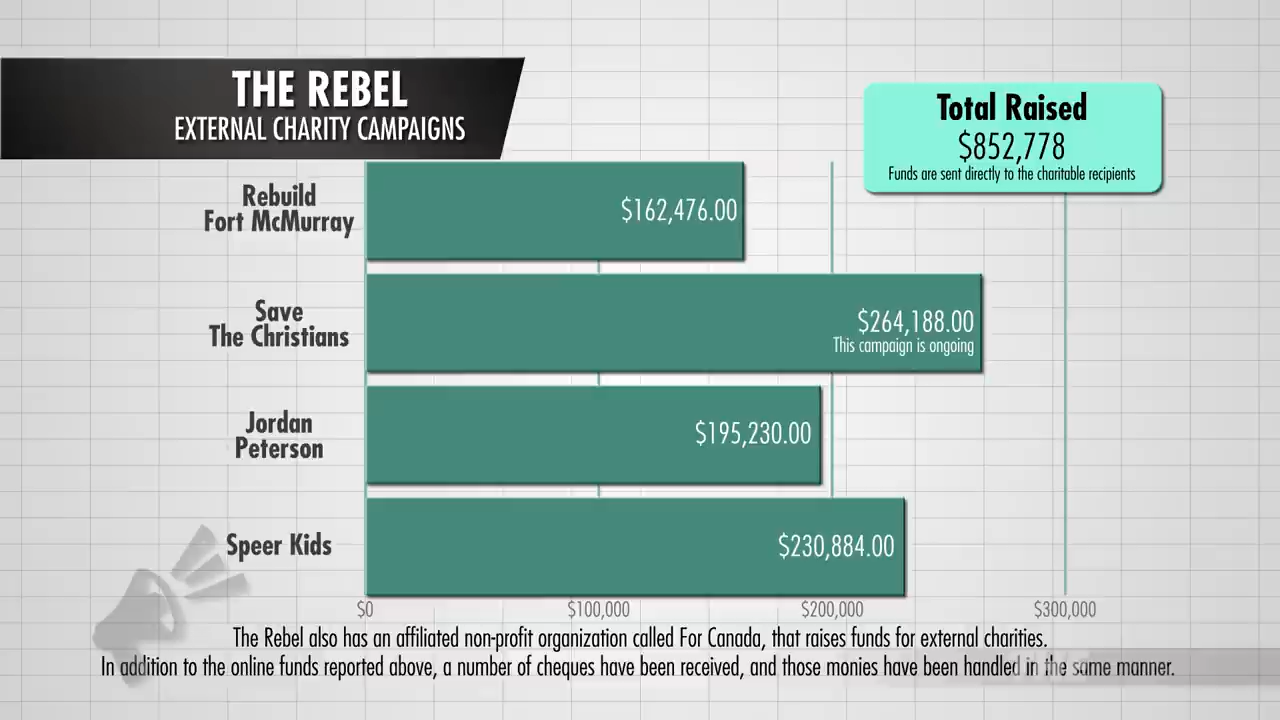 THE REBEL
EXTERNAL CHARITY CAMPAIGNS
Total Raised
$852,778
Funds are sent directly to the charitable recipients
Rebuild
Fort McMurray
$162,476.00
Save
The Christians
$264,188.00
This campaign is ongoing
Jordan
Peterson
$195,230.00
Speer Kids
$230,884.00
$0 $100,000 $200,000 $300,000
The Rebel also has an affiliated non-profit organization called For Canada, that raises funds for external charities.
In addition to the online funds reported above, a number of cheques have been received, and those monies have been handled in the same manner.